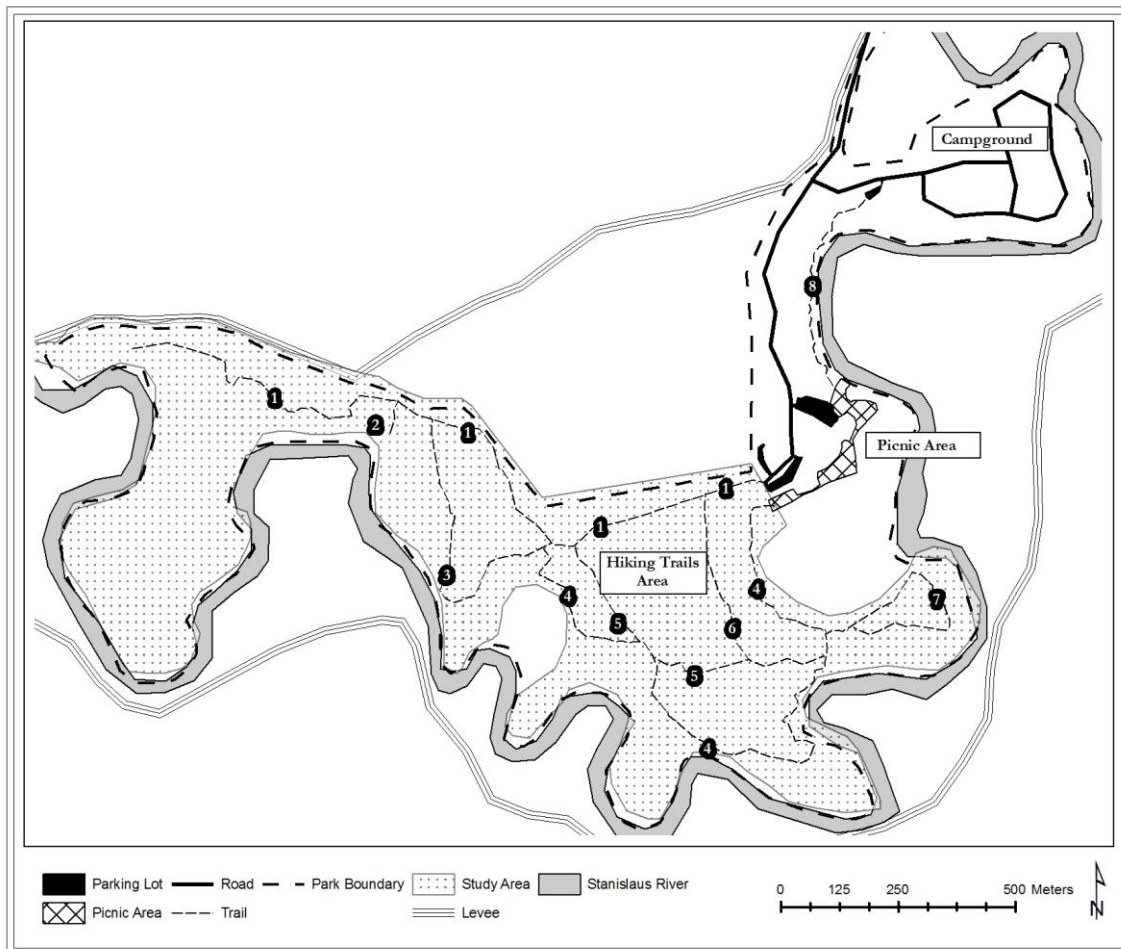 Campground
8
1
2
1
Picnic Area
1
1
Hiking Trails
Area
3
4
4
7
5
6
5
4
Parking Lot
Road
Park Boundary
Study Area
Stanislaus River
Picnic Area
Trail
Levee
0 125 250 500 Meters
N